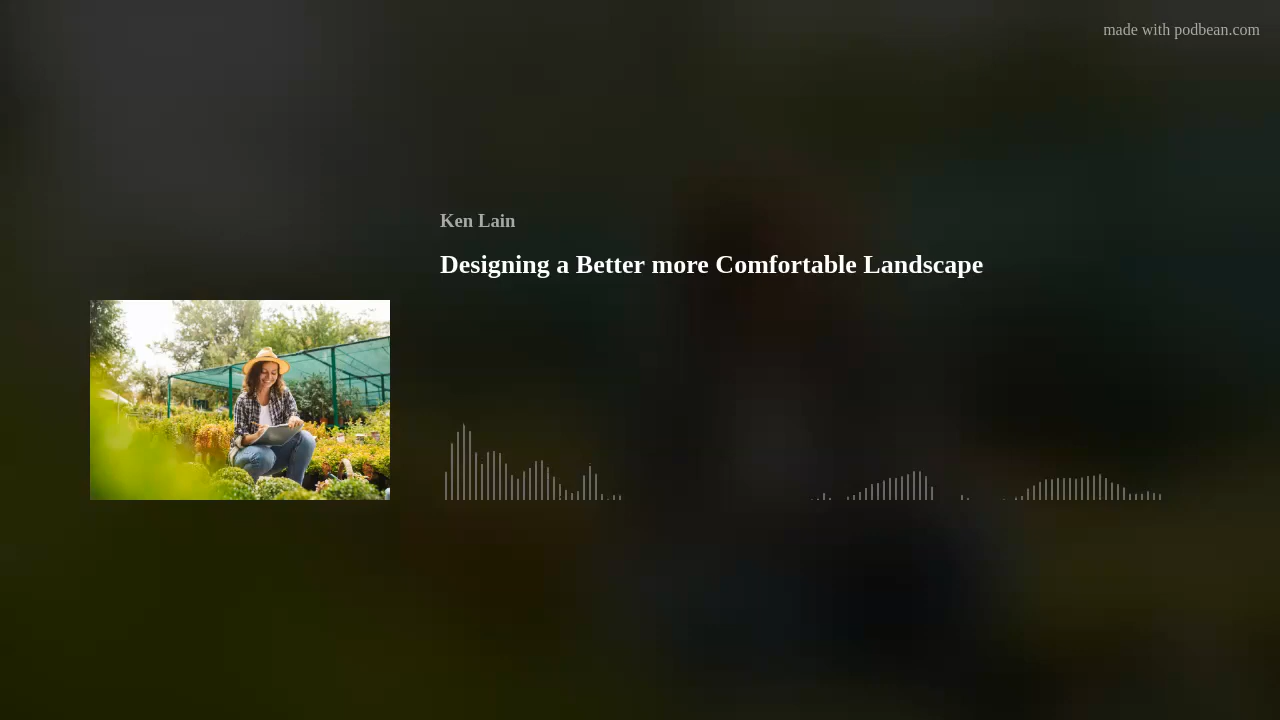 made with podbean.com
Ken Lain
Designing a Better more Comfortable Landscape